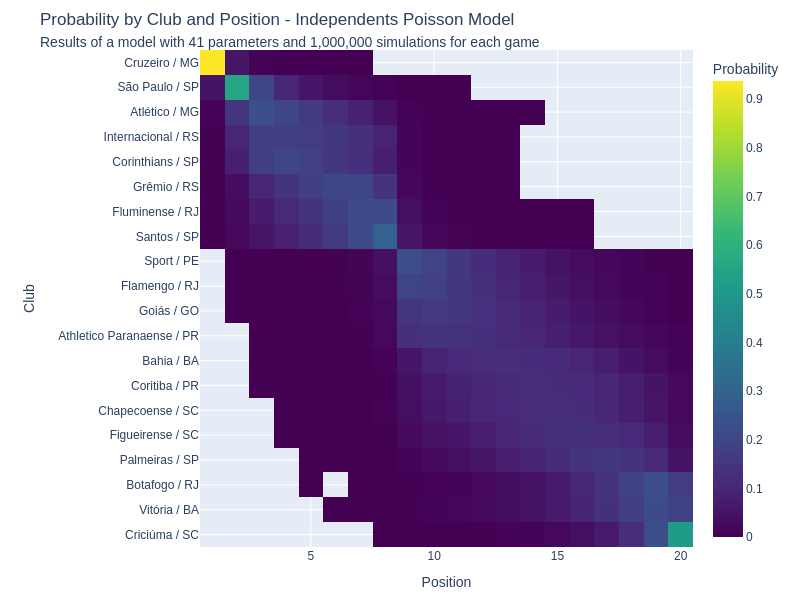 Probability by Club and Position - Independents Poisson Model
Results of a model with 41 parameters and 1,000,000 simulations for each game
Probability
Cruzeiro / MG
São Paulo / SP
Atlético / MG
Internacional / RS
Corinthians / SP
Grêmio / RS
Fluminense / RJ
Santos / SP
Sport / PE
Flamengo / RJ
Goiás / GO
Athletico Paranaense / PR
Bahia / BA
Coritiba / PR
Chapecoense / SC
Figueirense / SC
Palmeiras / SP
Botafogo / RJ
Vitória / BA
Criciúma / SC
Club
5 10 15 20
Position
0.9
0.8
0.7
0.6
0.5
0.4
0.3
0.2
0.1
0